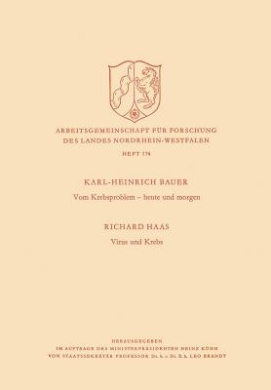 ARBEITSGEMEINSCHAFT FÜR FORSCHUNG
DES LANDES NORDRHEIN-WESTFALEN
HEFT 174
KARL-HEINRICH BAUER
Vom Krebsproblem – heute und morgen
RICHARD HAAS
Virus und Krebs
HERAUSGEGEBEN
IM AUFTRAGE DES MINISTERPRÄSIDENTEN HEINZ KÜHN
VON STAATSSEKRETÄR PROFESSOR Dr. h. c. Dr. E. h. LEO BRANDT